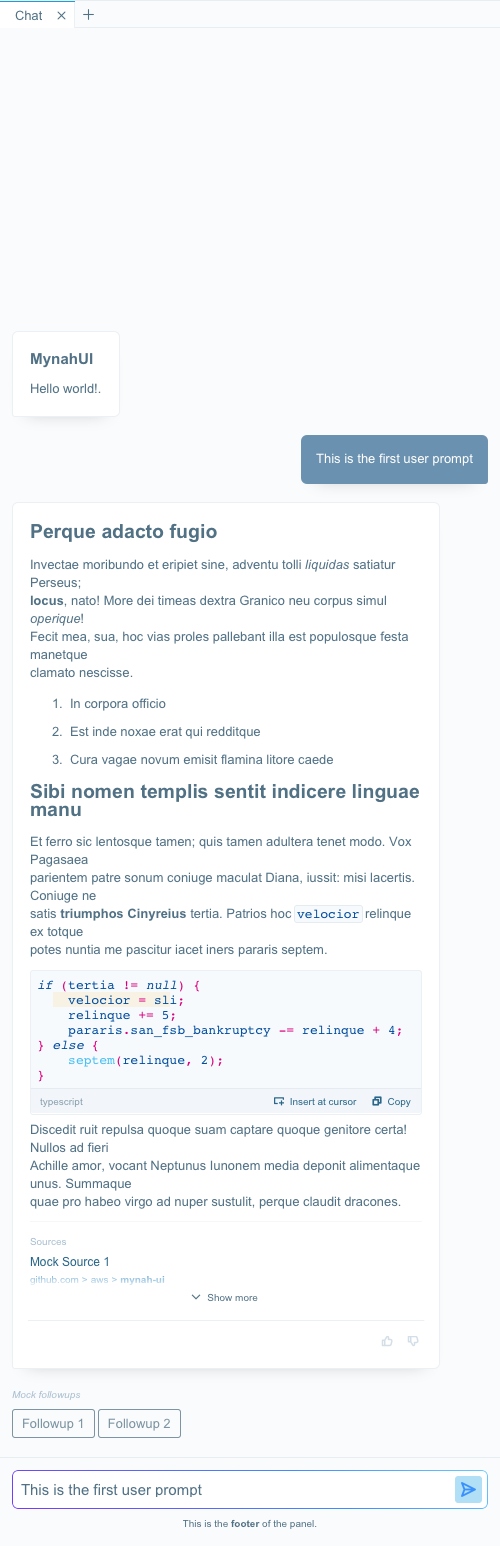 Chat
MynahUI
Hello world!.
This is the first user prompt
Perque adacto fugio
Invectae moribundo et eripiet sine, adventu tolli liquidas satiatur
Perseus;
locus, nato! More dei timeas dextra Granico neu corpus simul
operique!
Fecit mea, sua, hoc vias proles pallebant illa est populosque festa
manetque
clamato nescisse.
1. In corpora officio
2. Est inde noxae erat qui redditque
3. Cura vagae novum emisit flamina litore caede
Sibi nomen templis sentit indicere linguae
manu
Et ferro sic lentosque tamen; quis tamen adultera tenet modo. Vox
Pagasaea
parientem patre sonum coniuge maculat Diana, iussit: misi lacertis.
Coniuge ne
satis triumphos Cinyreius tertia. Patrios hoc velocior relinque
ex totque
potes nuntia me pascitur iacet iners pararis septem.
if (tertia != null) {
velocior = sli;
relinque += 5;
pararis.san_fsb_bankruptcy -= relinque + 4;
} else {
septem(relinque, 2);
}
typescript Insert at cursor Copy
Discedit ruit repulsa quoque suam captare quoque genitore certa!
Nullos ad fieri
Achille amor, vocant Neptunus Iunonem media deponit alimentaque
unus. Summaque
quae pro habeo virgo ad nuper sustulit, perque claudit dracones.
Sources
Mock Source 1
github.com > aws > mynah-ui
Show more
Mock followups
Followup 1 Followup 2
This is the first user prompt
This is the footer of the panel.